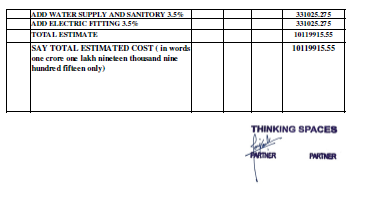 ADD WATER SUPPLY AND SANITORY 3.5% 331025.275
ADD ELECTRIC FITTING 3.5% 331025.275
TOTAL ESTIMATE 10119915.55
SAY TOTAL ESTIMATED COST ( in words 10119915.55
one crore one lakh nineteen thousand nine
hundred fifteen only)
THINKING SPACES
PARTNER PARTNER